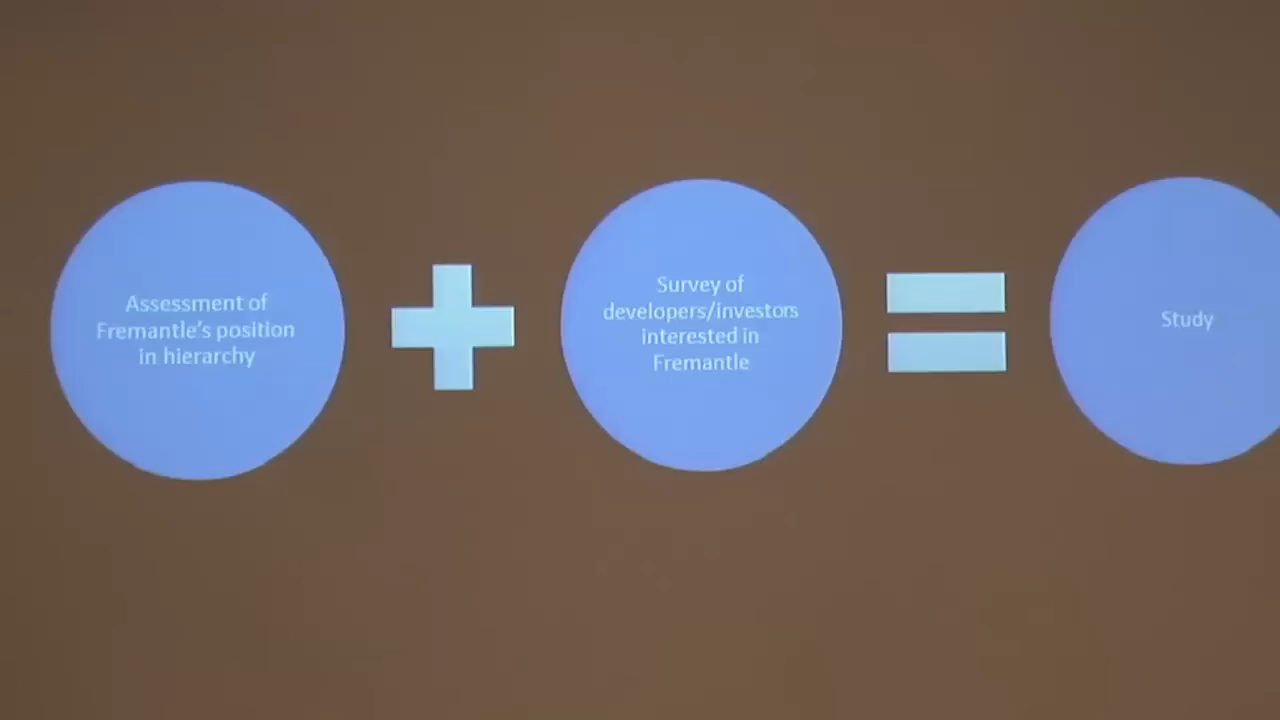 Assessment of
Fremantle's position
in hierarchy
Survey of
developers/investors
interested in
Fremantle
Study